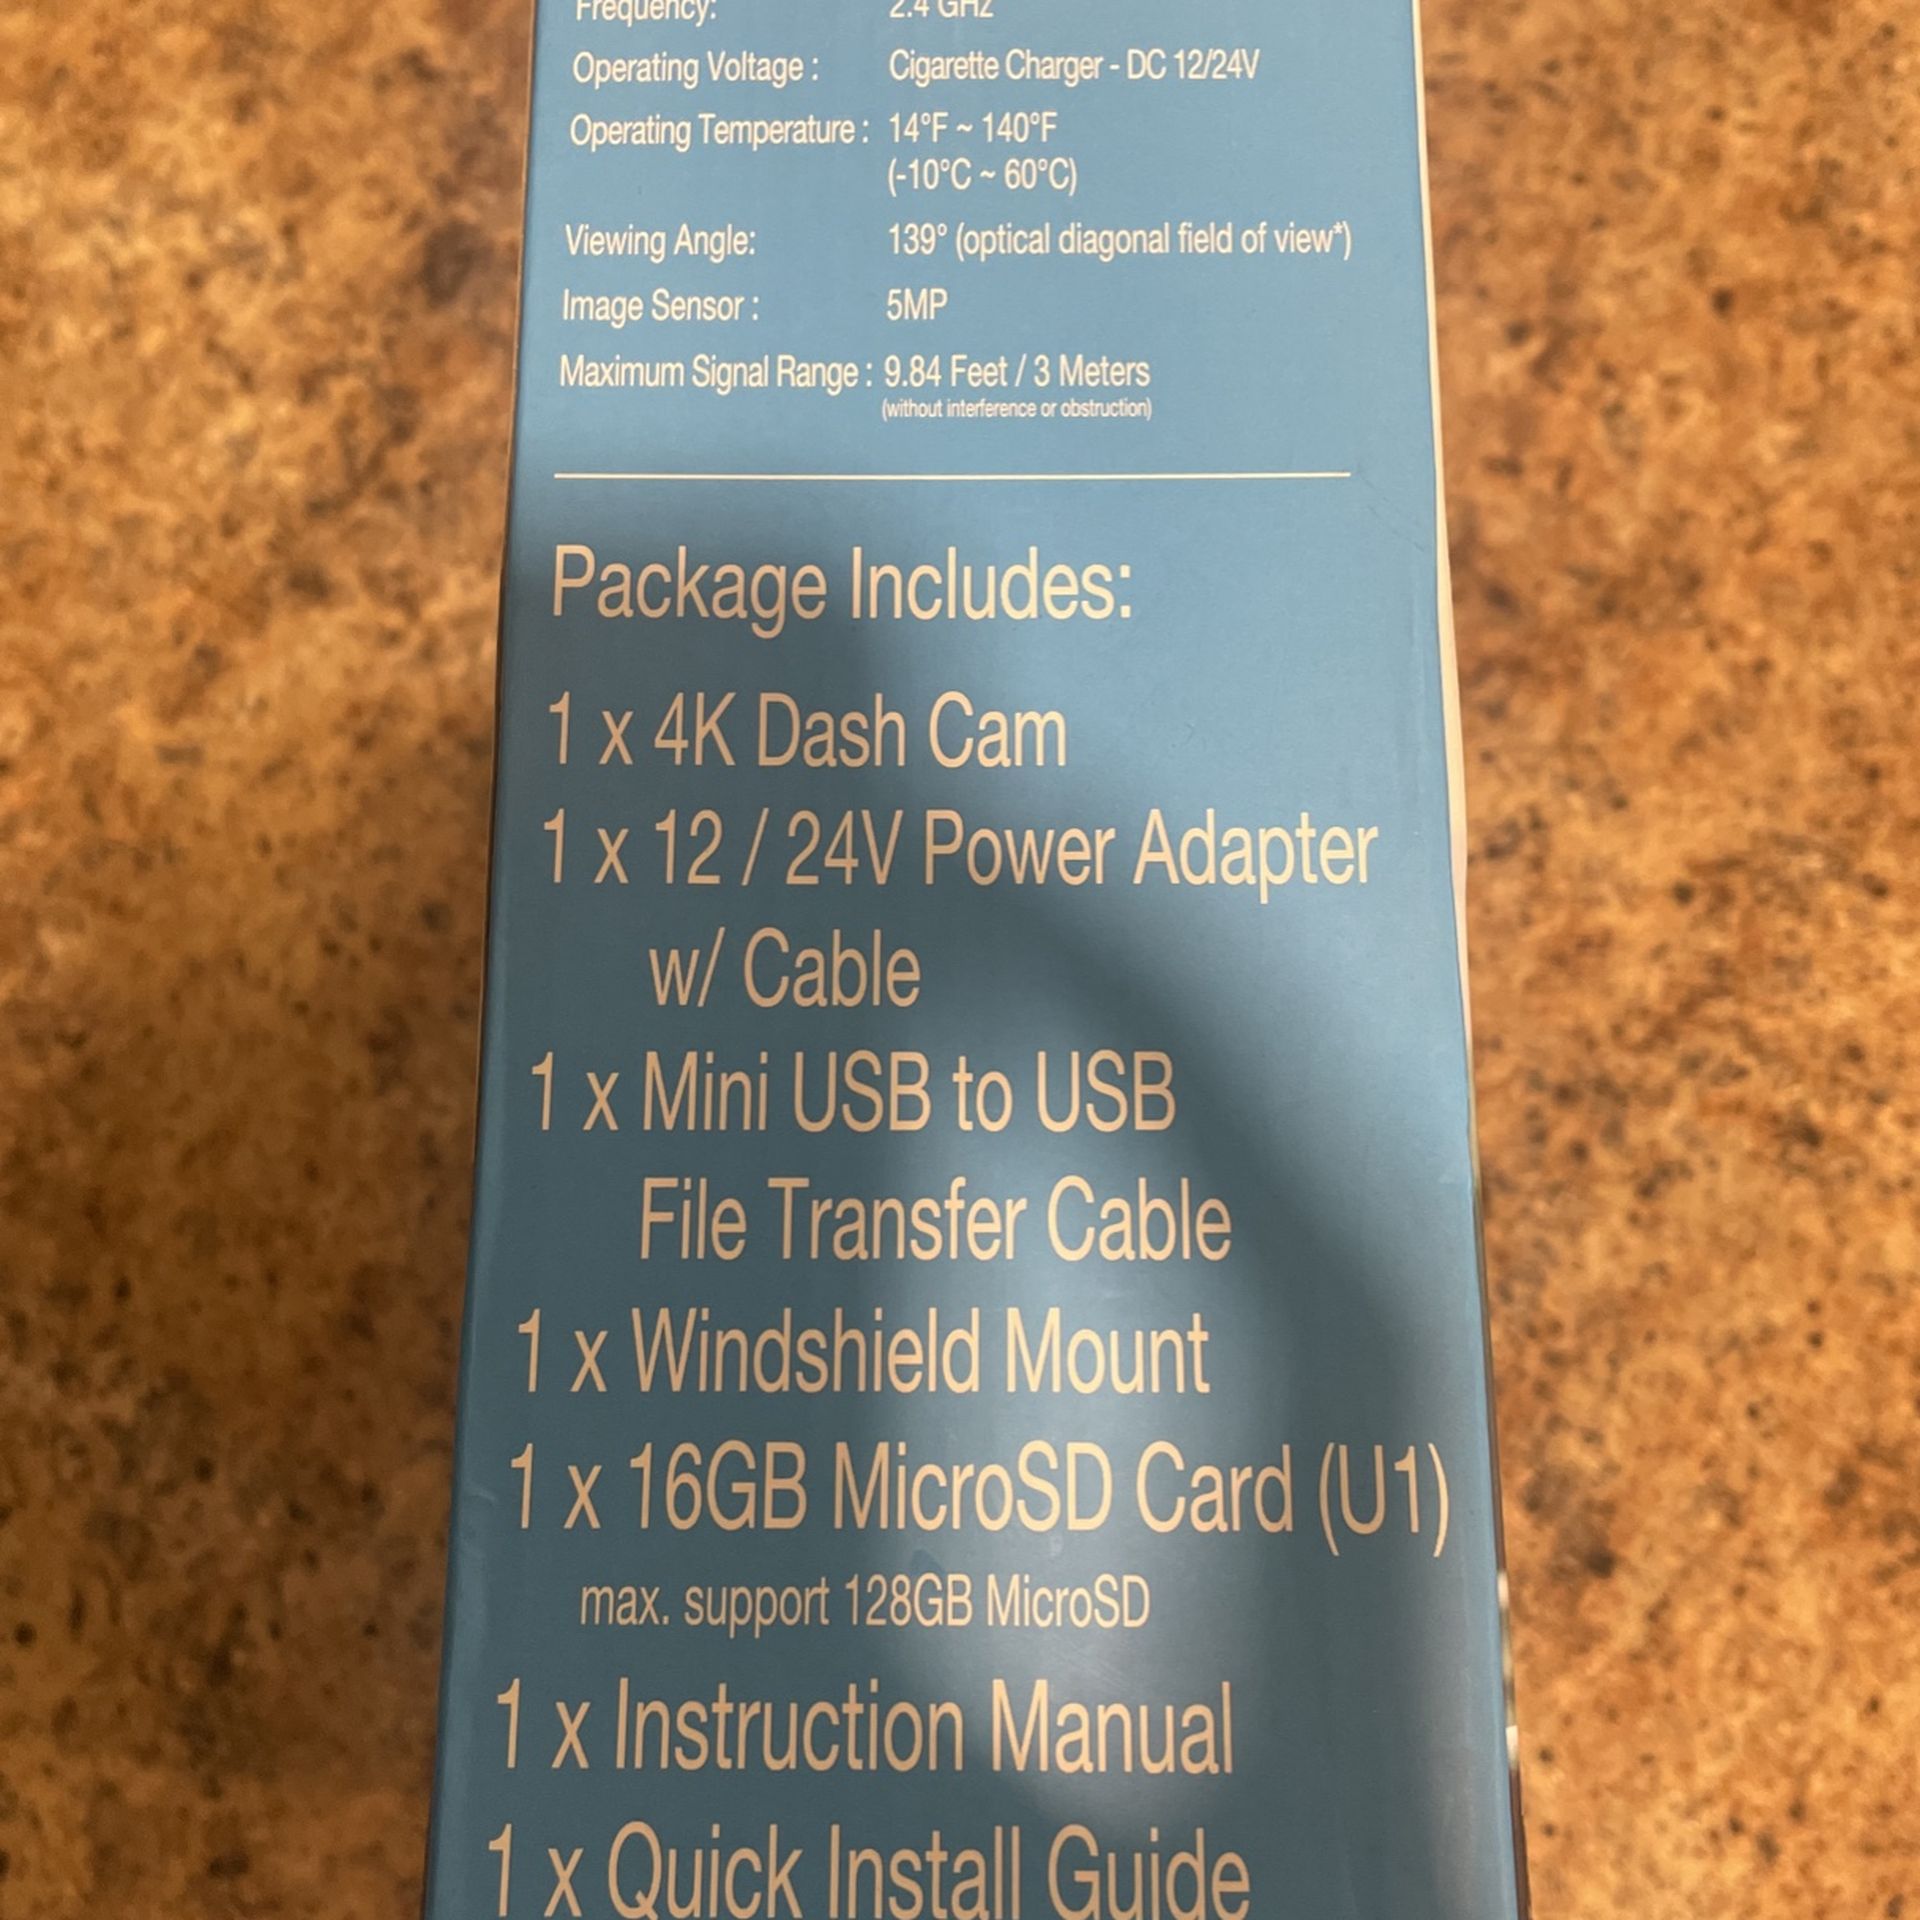 Frequency: 2.4 GHz
Operating Voltage : Cigarette Charger - DC 12/24V
Operating Temperature : 14°F ~ 140°F
(-10°C ~ 60°C)
Viewing Angle: 139° (optical diagonal field of view*)
Image Sensor : 5MP
Maximum Signal Range : 9.84 Feet / 3 Meters
(without interference or obstruction)
Package Includes:
1 x 4K Dash Cam
1 x 12 / 24V Power Adapter
w/ Cable
1 x Mini USB to USB
File Transfer Cable
1 x Windshield Mount
1 x 16GB MicroSD Card (U1)
max. support 128GB MicroSD
1 x Instruction Manual
1 x Quick Install Guide